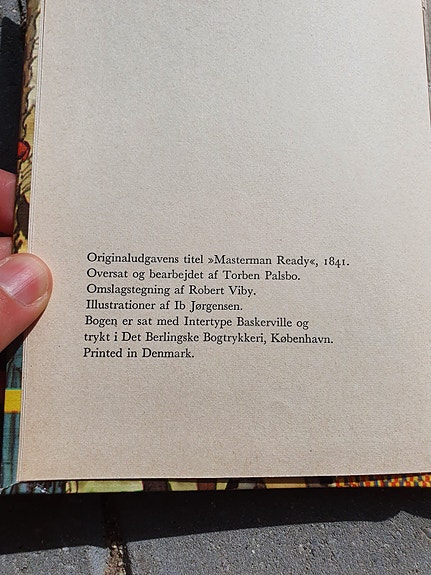 Originaludgavens titel »Masterman Ready«, 1841.
Oversat og bearbejdet af Torben Palsbo.
Omslagstegning af Robert Viby.
Illustrationer af Ib Jørgensen.
Bogen er sat med Intertype Baskerville og
trykt i Det Berlingske Bogtrykkeri, København.
Printed in Denmark.